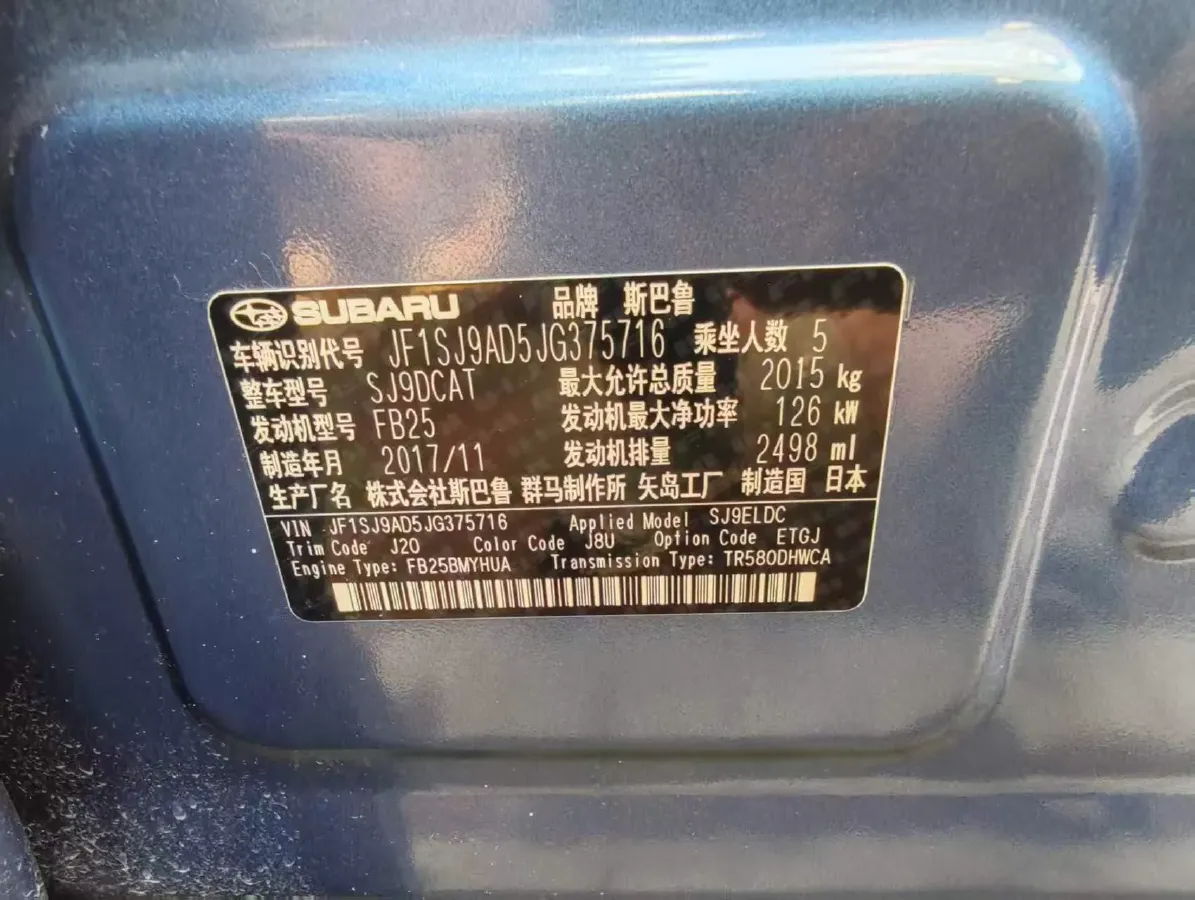 SUBARU 品牌 斯巴鲁
车辆识别代号 JF1SJ9AD5JG375716 乘坐人数 5
整车型号 SJ9DCAT 最大允许总质量 2015 kg
发动机型号 FB25 发动机最大净功率 126 kW
制造年月 2017/11 发动机排量 2498 ml
生产厂名 株式会社斯巴鲁 群马制作所 矢岛工厂 制造国 日本
VIN JF1SJ9AD5JG375716 Applied Model SJ9ELDC
Trim Code J20 Color Code J8U Option Code ETGJ
Engine Type: FB25BMYHUA Transmission Type: TR580DHWCA